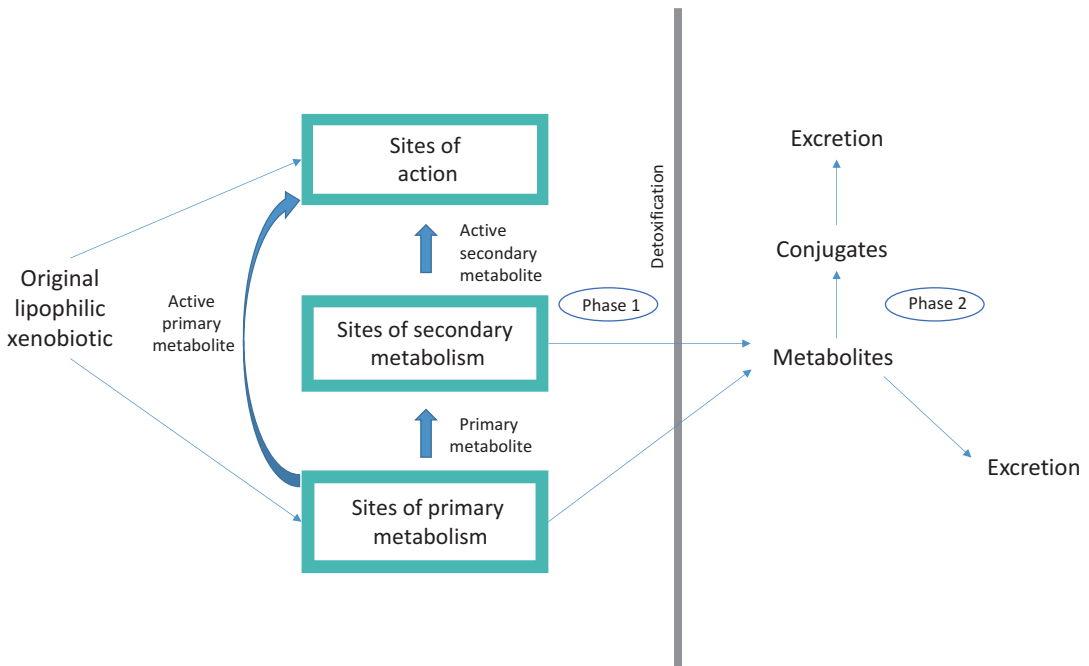 Original
lipophilic
xenobiotic
Active
primary
metabolite
Sites of
action
Active
secondary
metabolite
Sites of secondary
metabolism
Primary
metabolite
Sites of primary
metabolism
Phase 1
Detoxification
Excretion
Conjugates
Phase 2
Metabolites
Excretion